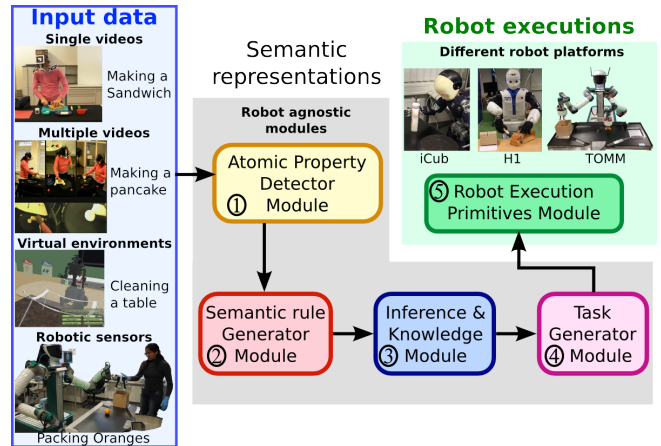 Input data
Single videos
Making a
Sandwich
Multiple videos
Making a
pancake
Virtual environments
Cleaning
a table
Robotic sensors
Packing Oranges
Semantic
representations
Robot agnostic
modules
Atomic Property
Detector
① Module
Semantic rule
Generator
② Module
Inference &
Knowledge
③ Module
Task
Generator
④ Module
Robot executions
Different robot platforms
iCub H1 TOMM
⑤ Robot Execution
Primitives Module